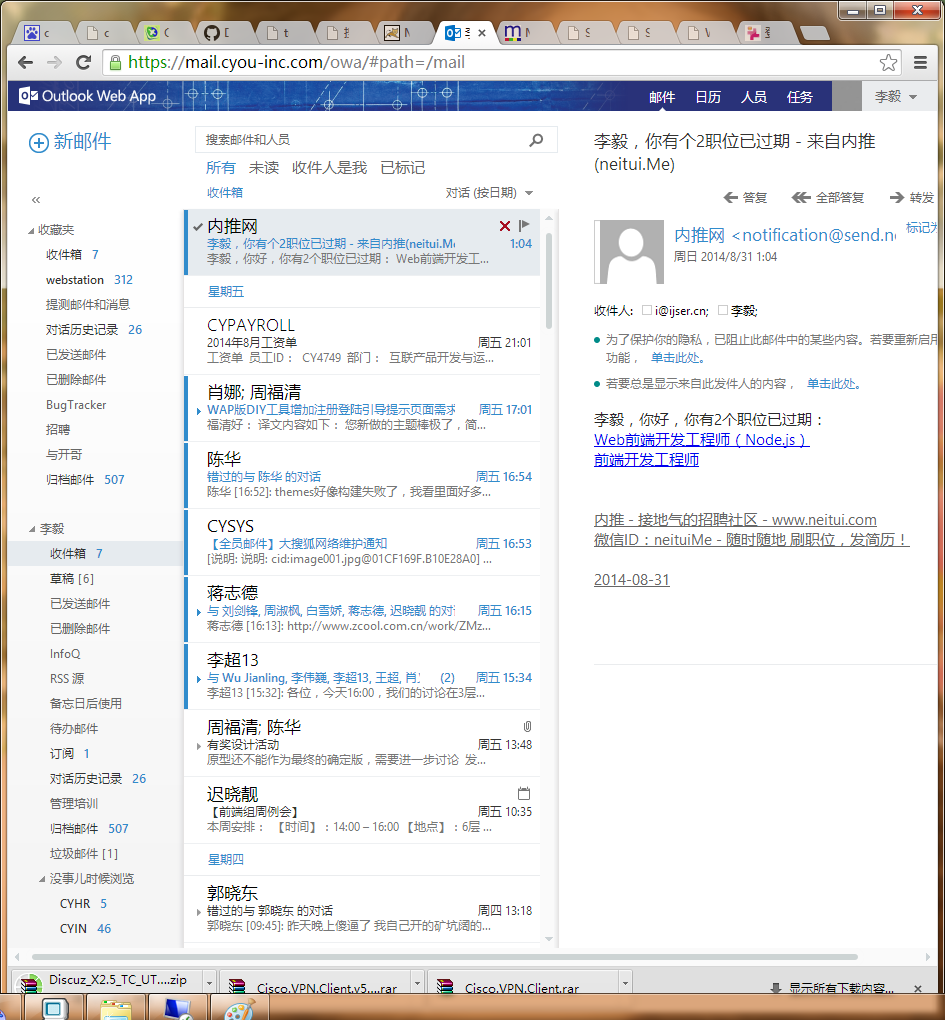 https://mail.cyou-inc.com/owa/#path=/mail
Outlook Web App
邮件 日历 人员 任务 李毅
新邮件
«
收藏夹
收件箱 7
webstation 312
提测邮件和消息
对话历史记录 26
已发送邮件
已删除邮件
BugTracker
招聘
与开哥
归档邮件 507
李毅
收件箱 7
草稿 [6]
已发送邮件
已删除邮件
InfoQ
RSS 源
备忘日后使用
待办邮件
订阅 1
对话历史记录 26
管理培训
归档邮件 507
垃圾邮件 [1]
没事儿时候浏览
CYHR 5
CYIN 46
搜索邮件和人员
所有 未读 收件人是我 已标记
收件箱 对话 (按日期)
内推网
李毅，你有个2职位已过期 - 来自内推(neitui.Me 1:04
李毅，你好，你有2个职位已过期： Web前端开发工...
星期五
CYPAYROLL
2014年8月工资单 周五 21:01
工资单 员工ID： CY4749 部门： 互联产品开发与运...
肖娜; 周福清
WAP版DIY工具增加注册登陆引导提示页面需求 周五 17:01
福清好： 译文内容如下： 您新做的主题棒极了，简...
陈华
错过的与 陈华 的对话 周五 16:54
陈华 [16:52]: themes好像构建失败了，我看里面好多...
CYSYS
【全员邮件】大搜狐网络维护通知 周五 16:53
[说明: 说明: cid:image001.jpg@01CF169F.B10E28A0] ...
蒋志德
与 刘剑锋, 周淑枫, 白雪娇, 蒋志德, 迟晓靓 的对 周五 16:15
蒋志德 [16:13]: http://www.zcool.com.cn/work/ZMz...
李超13
与 Wu Jianling, 李伟巍, 李超13, 王超, 肖 (2) 周五 15:34
李超13 [15:32]: 各位，今天16:00，我们的讨论在3层...
周福清; 陈华
有奖设计活动 周五 13:48
原型还不能作为最终的确定版，需要进一步讨论 发...
迟晓靓
【前端组周例会】 周五 10:35
本周安排： 【时间】：14:00－16:00 【地点】：6层 ...
星期四
郭晓东
错过的与 郭晓东 的对话 周四 13:18
郭晓东 [09:45]: 昨天晚上傻逼了 我自己开的矿坑阔的...
李毅，你有个2职位已过期 - 来自内推
(neitui.Me)
答复 全部答复 转发
内推网 <notification@send.ne 标记为
周日 2014/8/31 1:04
收件人: i@ijser.cn; 李毅;
为了保护你的隐私，已阻止此邮件中的某些内容。若要重新启用
功能， 单击此处。
若要总是显示来自此发件人的内容， 单击此处。
李毅，你好，你有2个职位已过期：
Web前端开发工程师（Node.js）
前端开发工程师
内推 - 接地气的招聘社区 - www.neitui.com
微信ID：neituiMe - 随时随地 刷职位，发简历！
2014-08-31
Discuz_X2.5_TC_UT....zip Cisco.VPN.Client.v5....rar Cisco.VPN.Client.rar 显示所有下载内容...